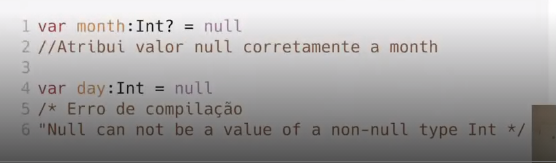 1 var month:Int? = null
2 //Atribui valor null corretamente a month
3
4 var day:Int = null
5 /* Erro de compilação
6 "Null can not be a value of a non-null type Int */